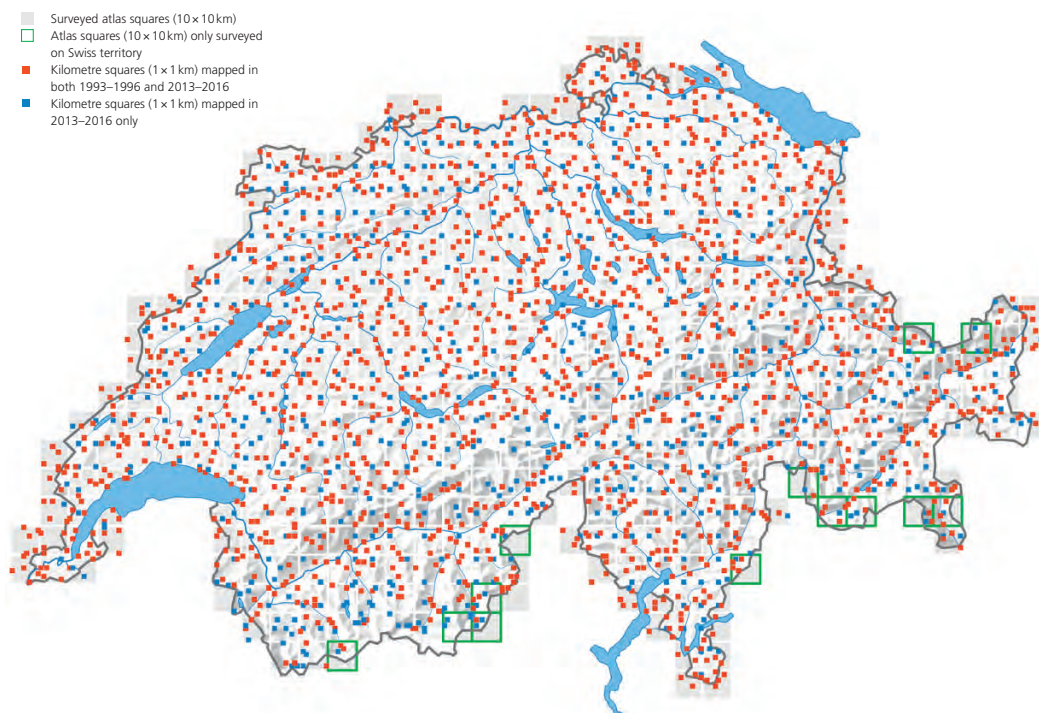 Surveyed atlas squares (10 × 10 km)
Atlas squares (10 × 10 km) only surveyed
on Swiss territory
Kilometre squares (1 × 1 km) mapped in
both 1993–1996 and 2013–2016
Kilometre squares (1 × 1 km) mapped in
2013–2016 only